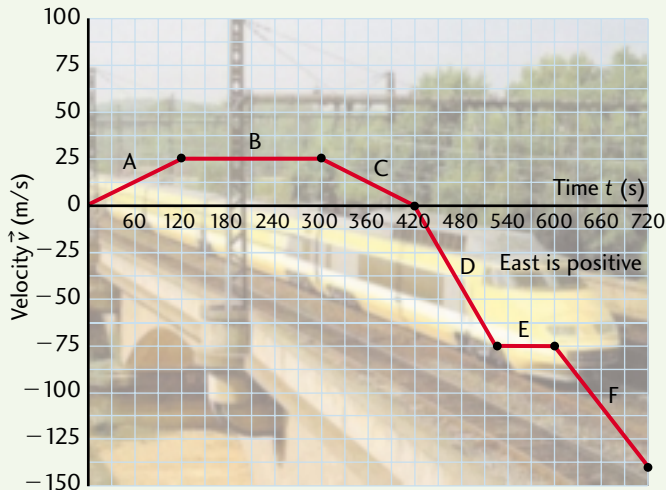 100
75
50
25
0
−25
−50
−75
−100
−125
−150
Velocity v⃗ (m/s)
A
B
C
Time t (s)
60 120 180 240 300 360 420 480 540 600 660 720
D
East is positive
E
F